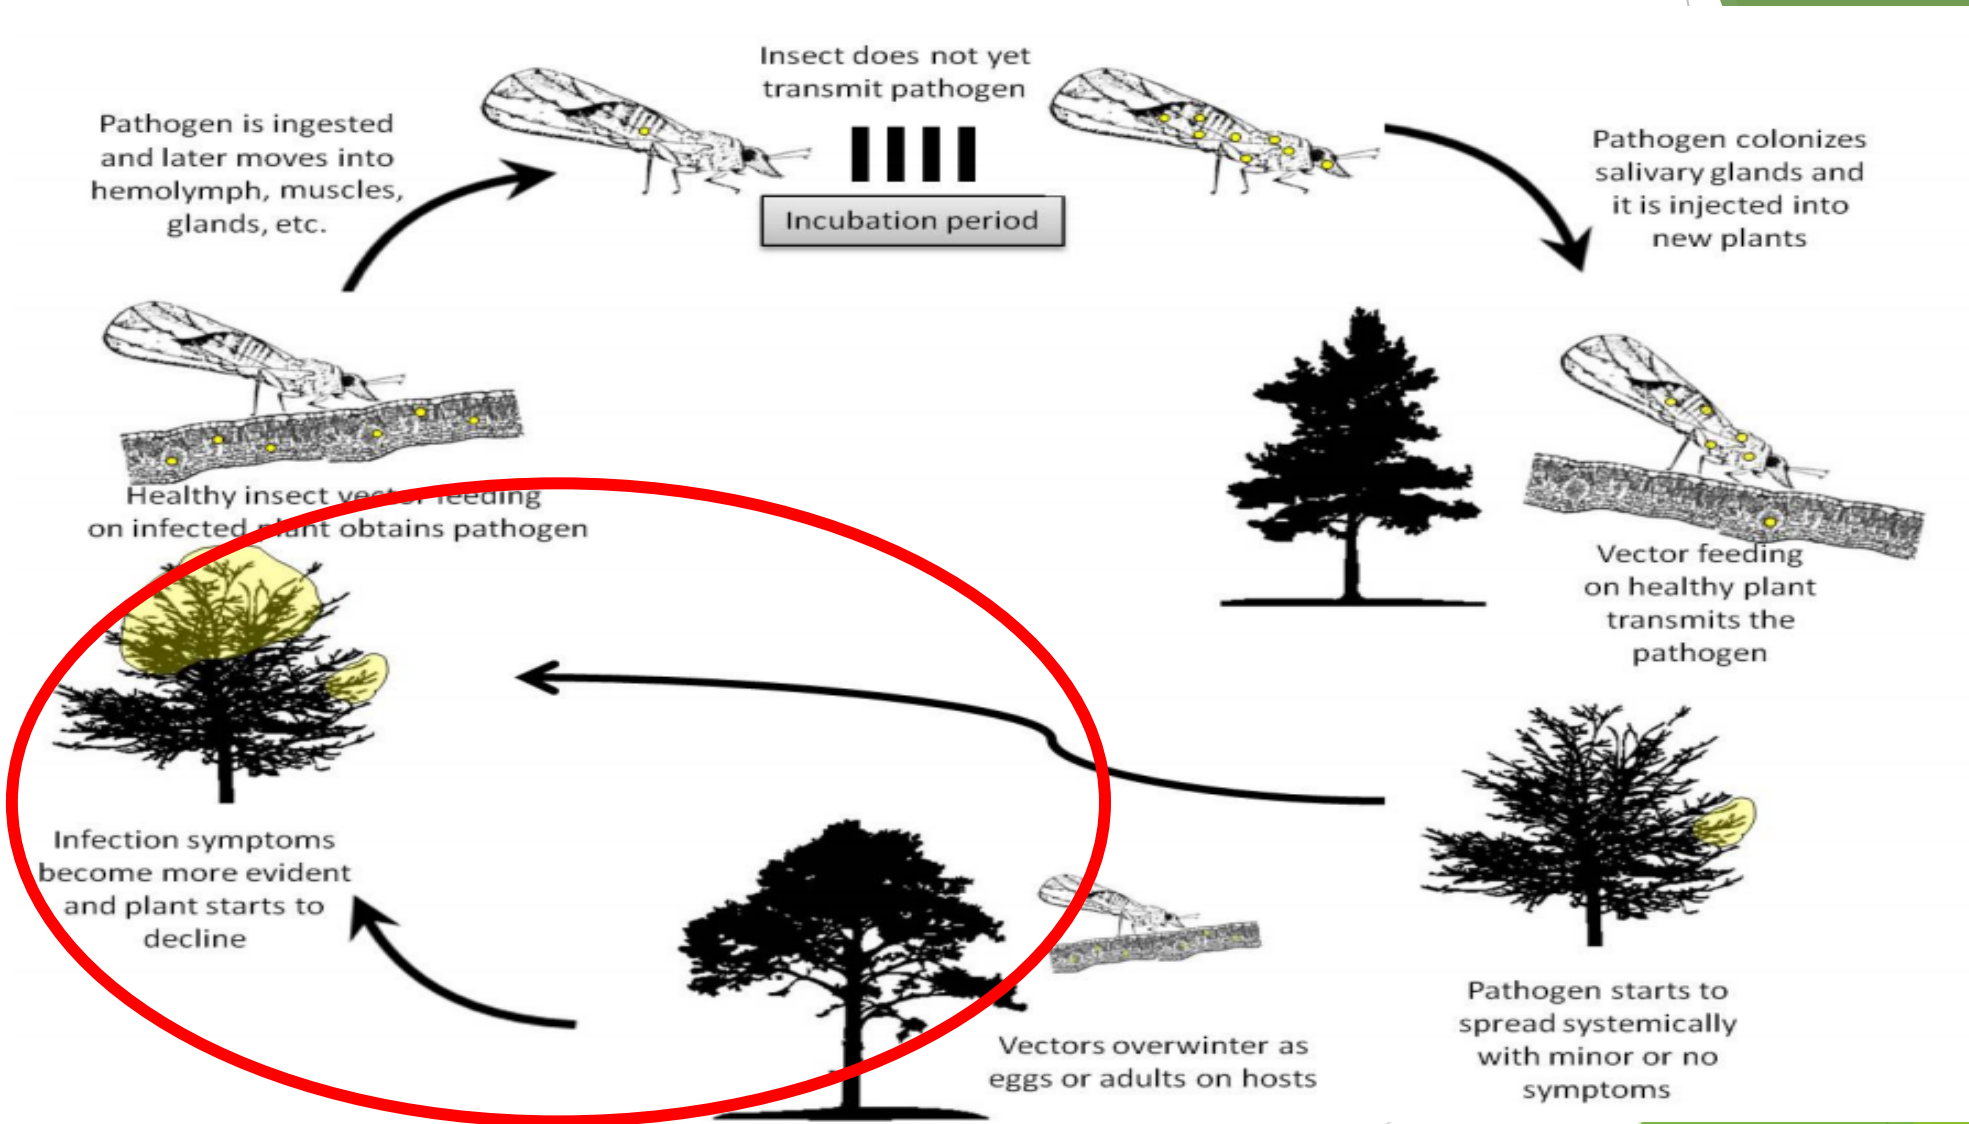 Insect does not yet
transmit pathogen
Pathogen is ingested
and later moves into
hemolymph, muscles,
glands, etc.
Incubation period
Pathogen colonizes
salivary glands and
it is injected into
new plants
Healthy insect vector feeding
on infected plant obtains pathogen
Vector feeding
on healthy plant
transmits the
pathogen
Infection symptoms
become more evident
and plant starts to
decline
Vectors overwinter as
eggs or adults on hosts
Pathogen starts to
spread systemically
with minor or no
symptoms